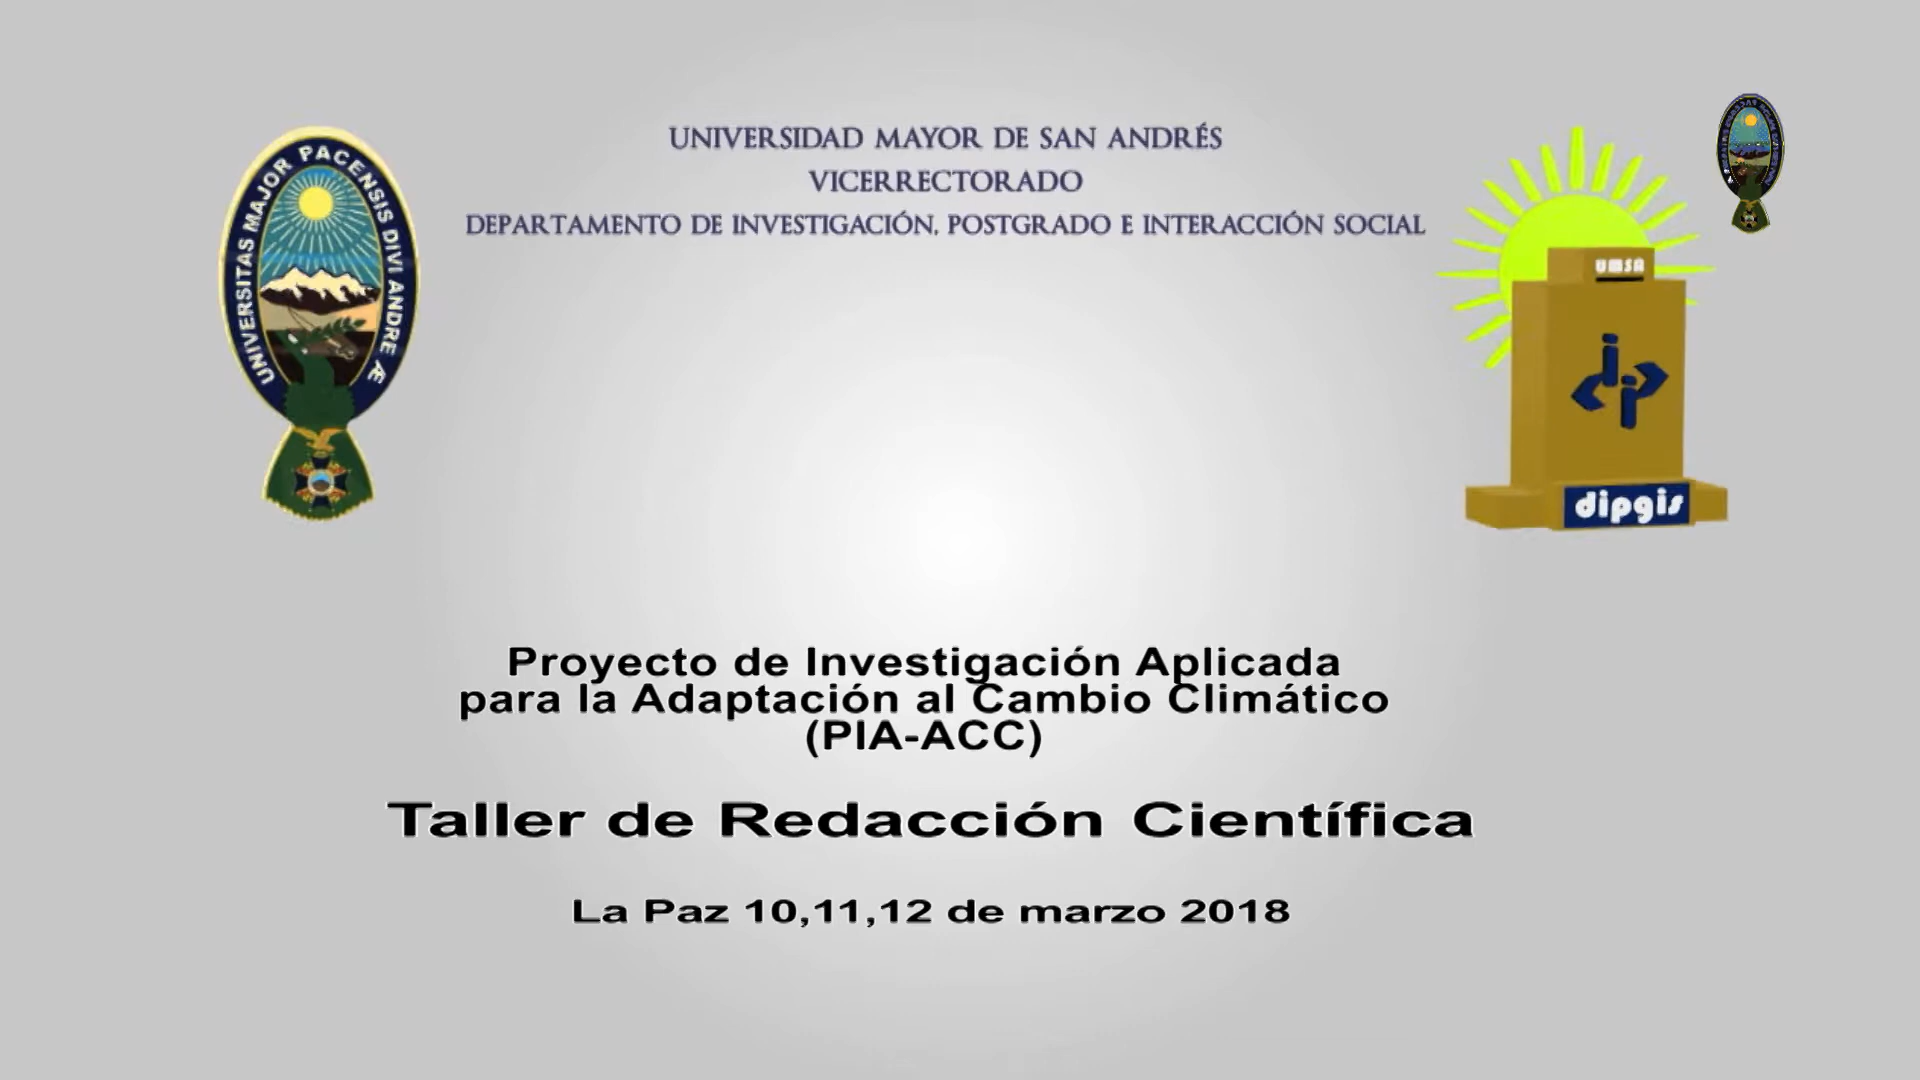 UNIVERSIDAD MAYOR DE SAN ANDRÉS
VICERRECTORADO
DEPARTAMENTO DE INVESTIGACIÓN, POSTGRADO E INTERACCIÓN SOCIAL
UNIVERSITAS MAJOR PACENSIS DIVI ANDRE Æ
UMSA
dip
dipgis
Proyecto de Investigación Aplicada
para la Adaptación al Cambio Climático
(PIA-ACC)
Taller de Redacción Científica
La Paz 10,11,12 de marzo 2018